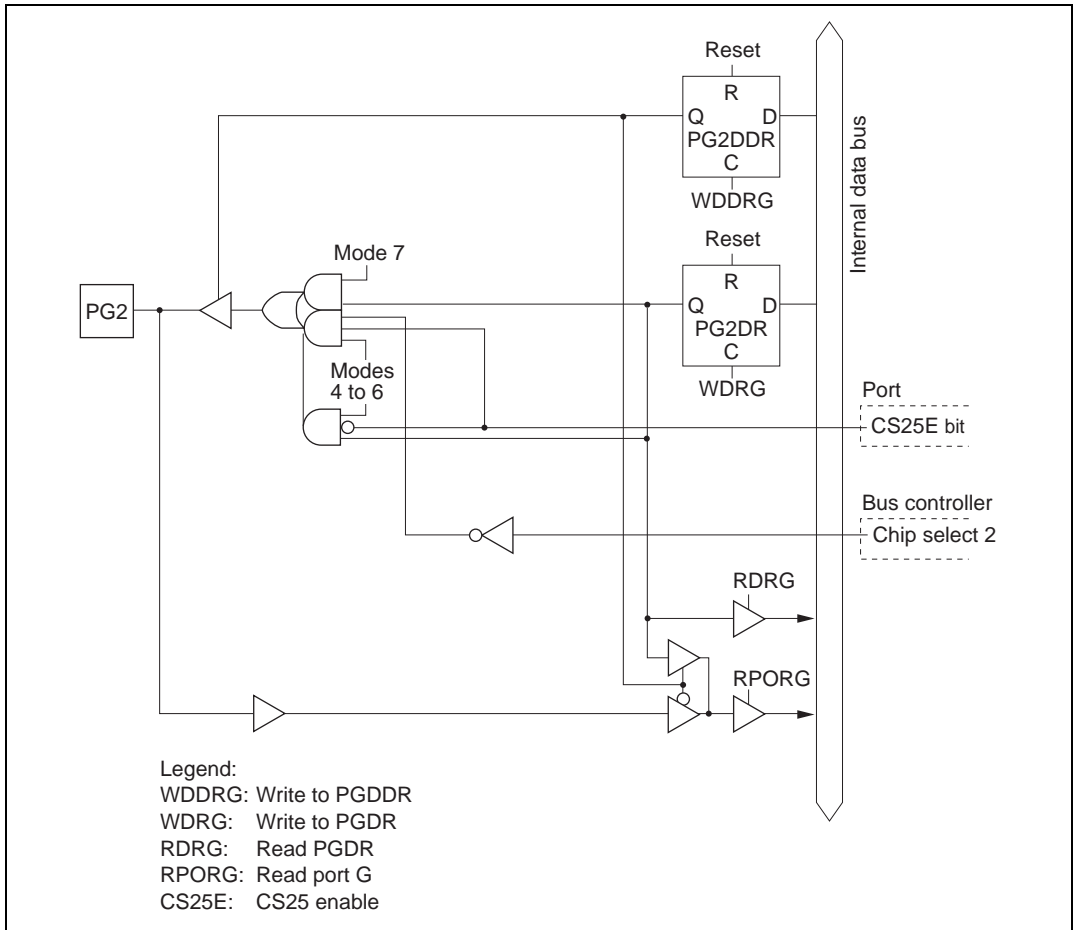 Reset
R
Q D
PG2DDR
C
WDDRG
Internal data bus
Reset
R
Q D
PG2DR
C
WDRG
Mode 7
PG2
Modes
4 to 6
Port
CS25E bit
Bus controller
Chip select 2
RDRG
RPORG
Legend:
WDDRG: Write to PGDDR
WDRG: Write to PGDR
RDRG: Read PGDR
RPORG: Read port G
CS25E: CS25 enable